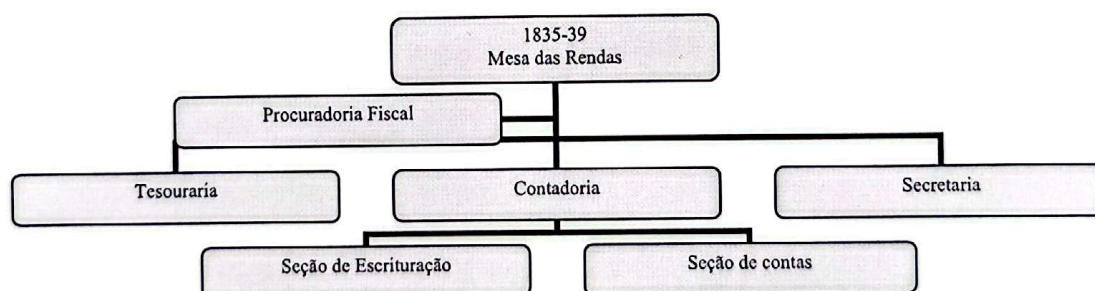 1835-39
Mesa das Rendas
Procuradoria Fiscal
Tesouraria
Contadoria
Secretaria
Seção de Escrituração
Seção de contas